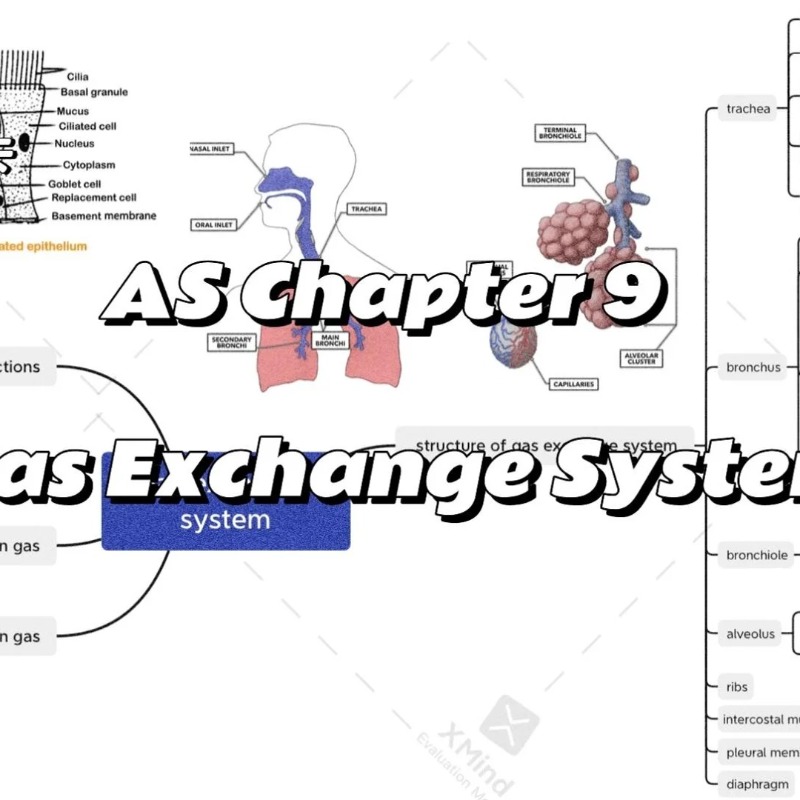 Cilia
Basal granule
Mucus
Ciliated cell
Nucleus
Cytoplasm
Goblet cell
Replacement cell
Basement membrane
ated epithelium
NASAL INLET
ORAL INLET
TRACHEA
SECONDARY BRONCHI
MAIN BRONCHI
TERMINAL BRONCHIOLE
RESPIRATORY BRONCHIOLE
ALVEOLAR CLUSTER
CAPILLARIES
AS Chapter 9
as Exchange System
structure of gas exchange system
system
ctions
n gas
n gas
trachea
bronchus
bronchiole
alveolus
ribs
intercostal mu
pleural mem
diaphragm
XMind
Evaluation Mo